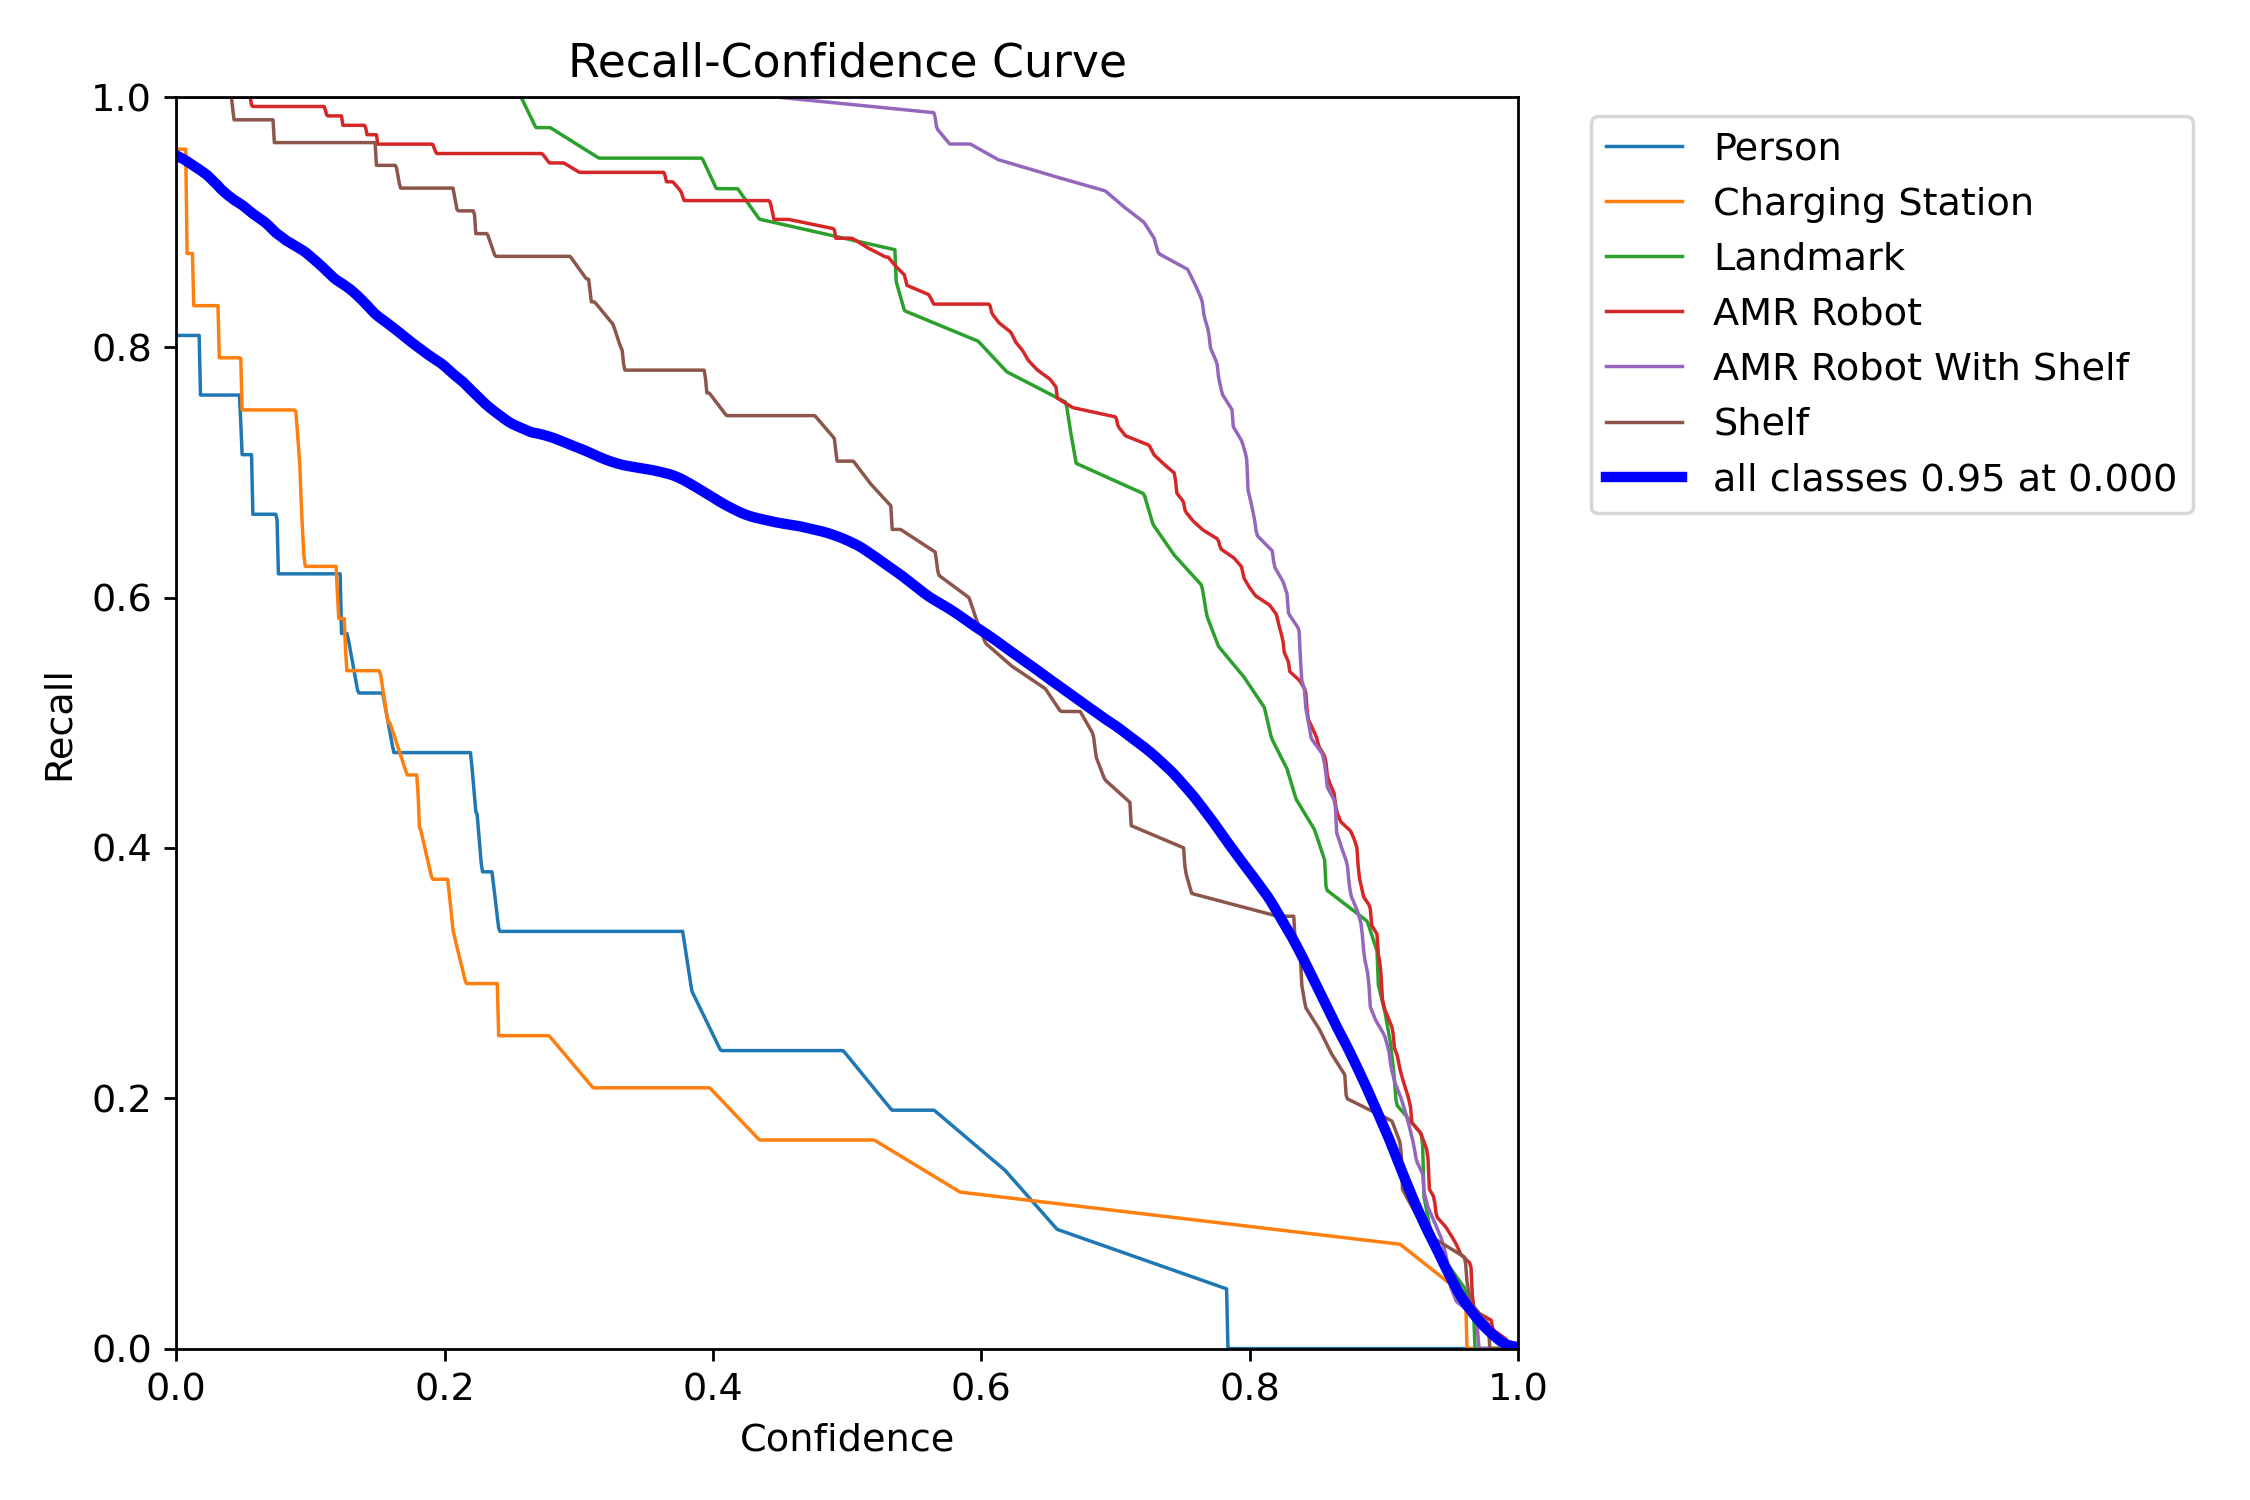 Recall-Confidence Curve
1.0
0.8
0.6
0.4
0.2
0.0
Recall
0.0 0.2 0.4 0.6 0.8 1.0
Confidence
Person
Charging Station
Landmark
AMR Robot
AMR Robot With Shelf
Shelf
all classes 0.95 at 0.000